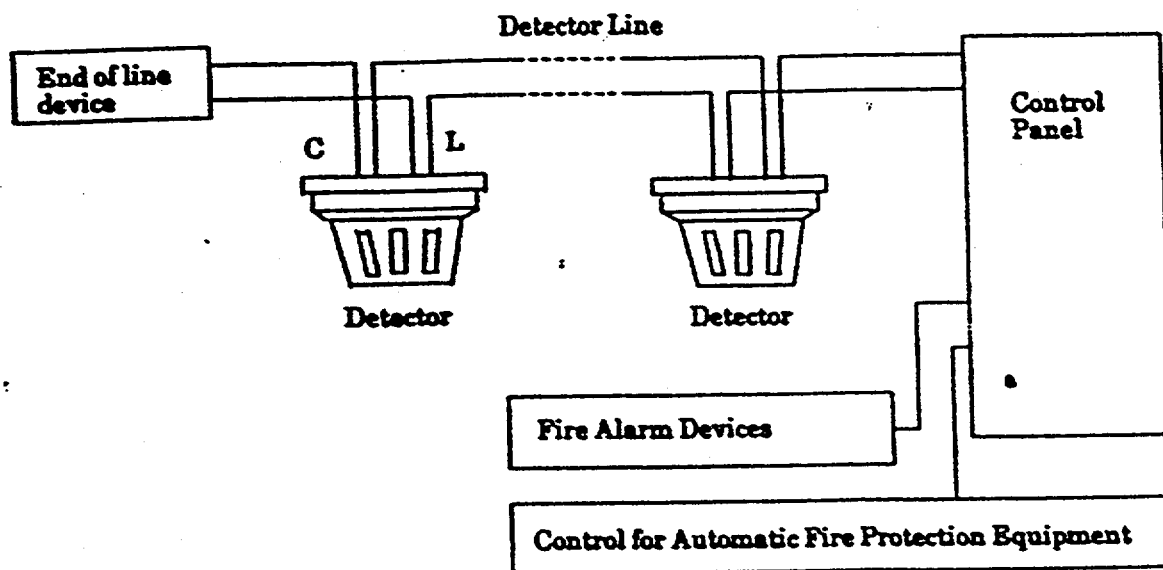 Detector Line
End of line
device
Control
Panel
C
L
Detector
Detector
Fire Alarm Devices
Control for Automatic Fire Protection Equipment